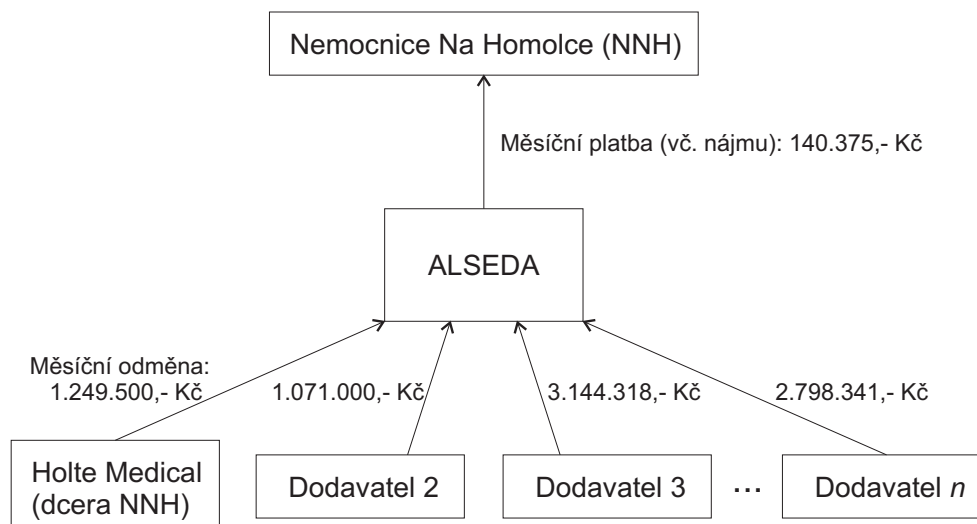 Nemocnice Na Homolce (NNH)
Měsíční platba (vč. nájmu): 140.375,- Kč
ALSEDA
Měsíční odměna:
1.249.500,- Kč
1.071.000,- Kč
3.144.318,- Kč
2.798.341,- Kč
Holte Medical
(dcera NNH)
Dodavatel 2
Dodavatel 3
...
Dodavatel n